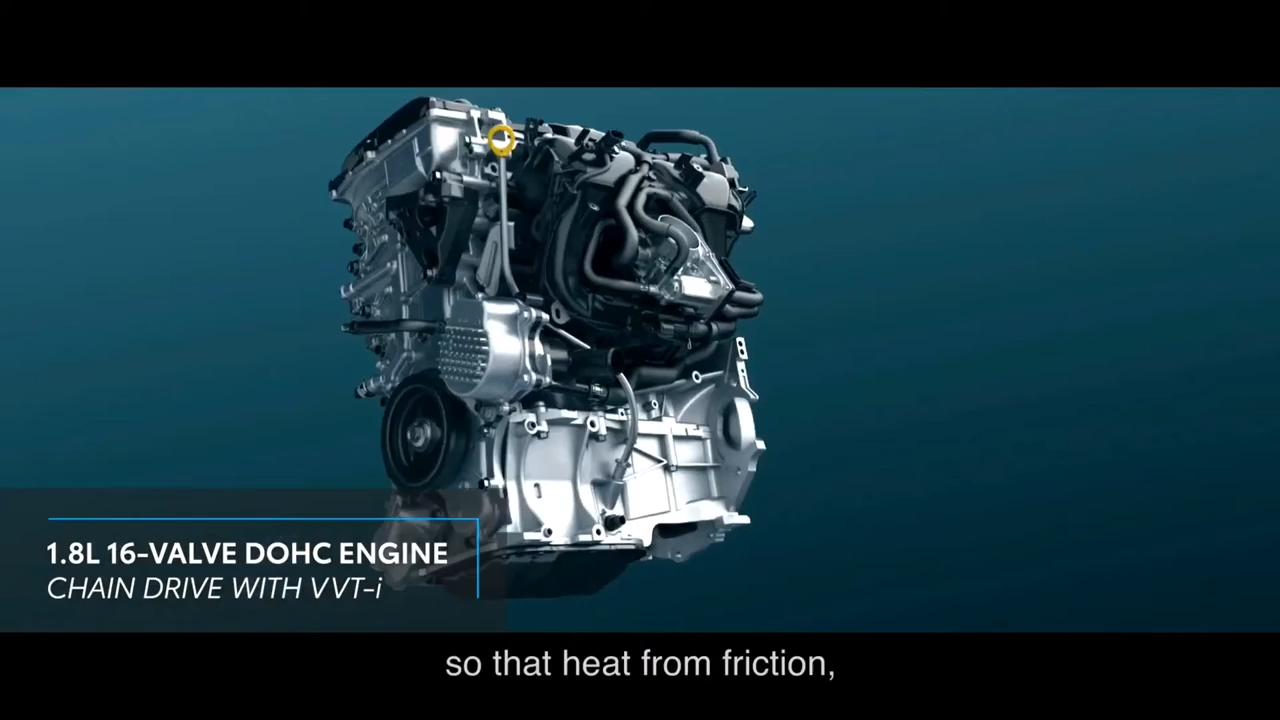 1.8L 16-VALVE DOHC ENGINE
CHAIN DRIVE WITH VVT-i
so that heat from friction,